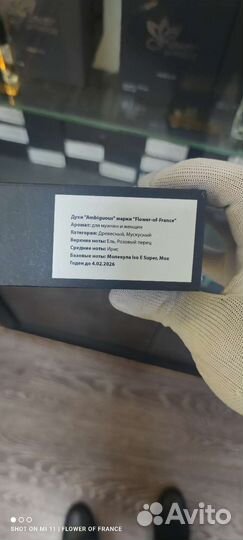 Духи "Ambiguous" марки "Flower-of-France"
Аромат: для мужчин и женщин
Категория: Древесный, Мускусный
Верхние ноты: Ель, Розовый перец
Средние ноты: Ирис
Базовые ноты: Молекула Iso E Super, Мох
Годен до 4.02.2026
SHOT ON MI 11 | FLOWER OF FRANCE
Avito